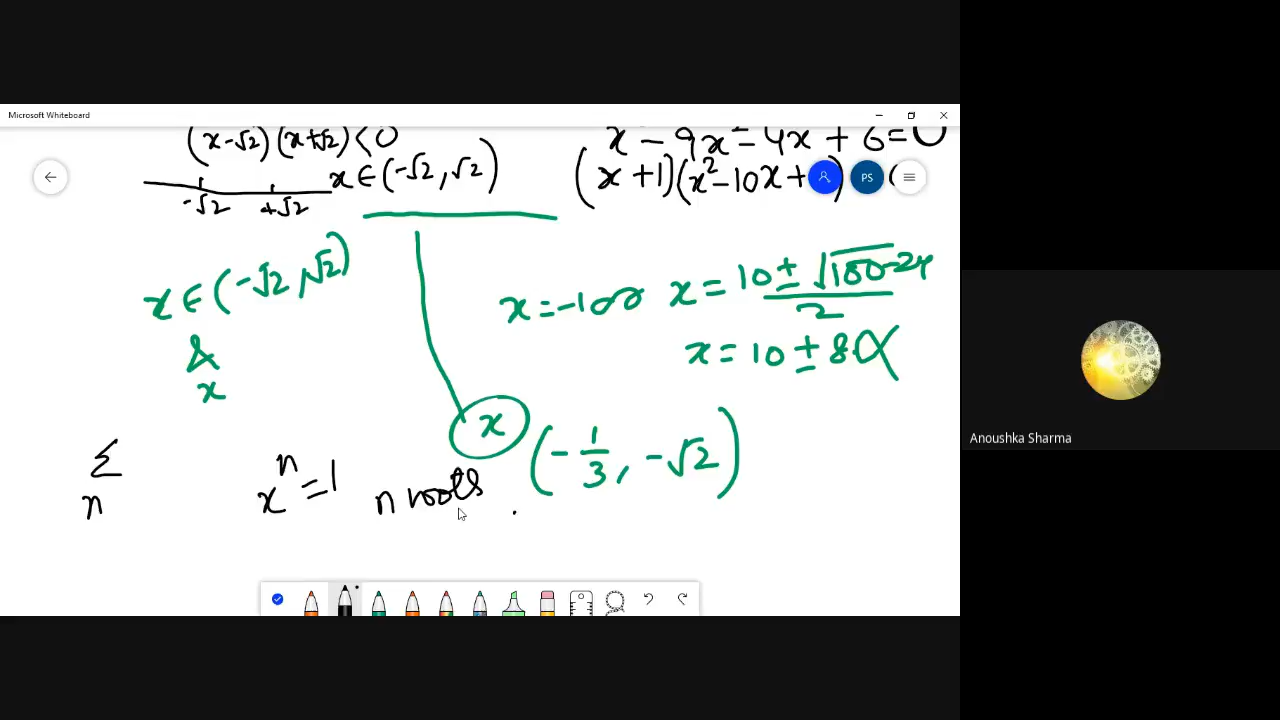 Microsoft Whiteboard
(x-√2)(x+√2)<0
x∈(-√2,√2)
-√2 +√2
x - 9x² - 4x + 6 = 0
(x+1)(x²-10x+
PS
x∈(-√2,√2)
&
x
x=-1 or x = 10 ± √100-24 / 2
x = 10 ± 8
x
(-1/3, -√2)
Σ
n
xⁿ=1 n roots .
Anoushka Sharma